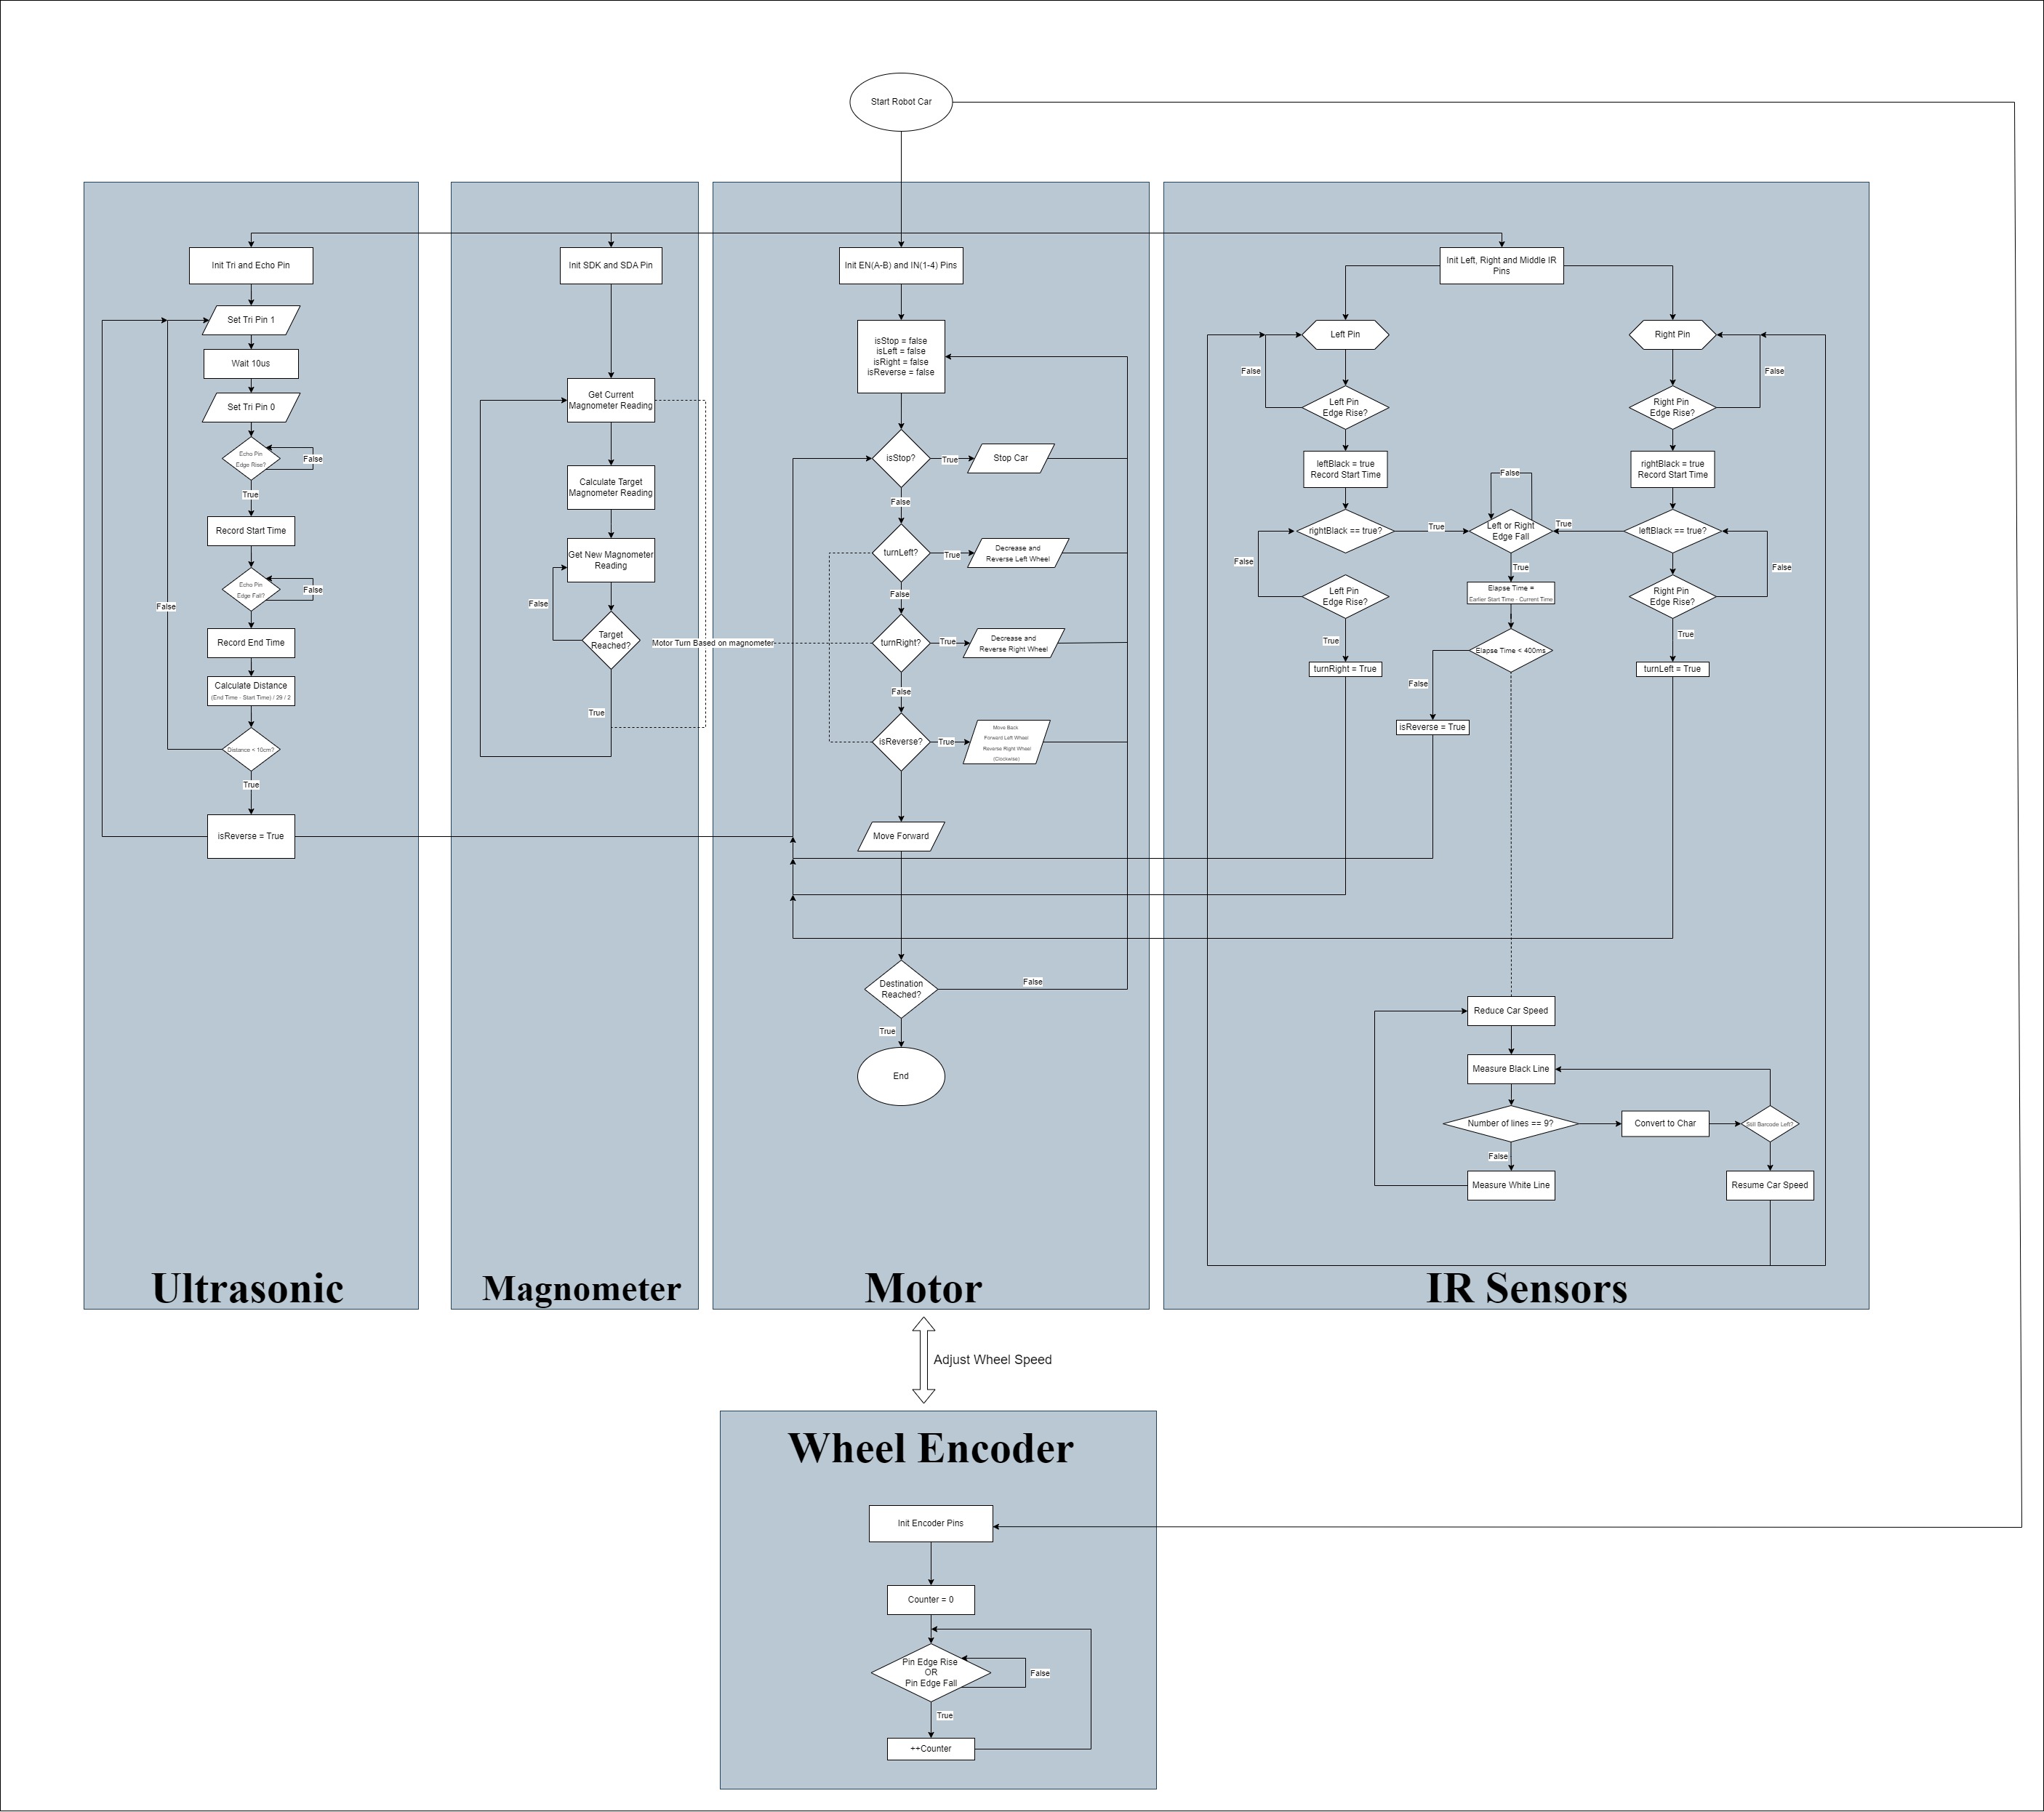 Start Robot Car
Init Tri and Echo Pin
Set Tri Pin 1
Wait 10us
Set Tri Pin 0
Echo Pin
Edge Rise?
False
True
Record Start Time
Echo Pin
Edge Fall?
False
False
Record End Time
Calculate Distance
(End Time - Start Time) / 29 / 2
Distance < 10cm?
True
isReverse = True
Ultrasonic
Init SDK and SDA Pin
Get Current
Magnometer Reading
Calculate Target
Magnometer Reading
Get New Magnometer
Reading
False
Target
Reached?
True
Motor Turn Based on magnometer
Magnometer
Init EN(A-B) and IN(1-4) Pins
isStop = false
isLeft = false
isRight = false
isReverse = false
isStop?
True
Stop Car
False
turnLeft?
True
Decrease and
Reverse Left Wheel
False
turnRight?
True
Decrease and
Reverse Right Wheel
False
isReverse?
True
Move Back
Forward Left Wheel
Reverse Right Wheel
(Clockwise)
Move Forward
Destination
Reached?
False
True
End
Motor
Init Left, Right and Middle IR
Pins
Left Pin
False
Left Pin
Edge Rise?
leftBlack = true
Record Start Time
rightBlack == true?
True
False
Left Pin
Edge Rise?
True
turnRight = True
False
Left or Right
Edge Fall
True
Elapse Time =
Earlier Start Time - Current Time
Elapse Time < 400ms
False
isReverse = True
Right Pin
False
Right Pin
Edge Rise?
rightBlack = true
Record Start Time
True
leftBlack == true?
False
Right Pin
Edge Rise?
True
turnLeft = True
Reduce Car Speed
Measure Black Line
Number of lines == 9?
Convert to Char
Still Barcode Left?
False
Measure White Line
Resume Car Speed
IR Sensors
Adjust Wheel Speed
Wheel Encoder
Init Encoder Pins
Counter = 0
Pin Edge Rise
OR
Pin Edge Fall
False
True
++Counter